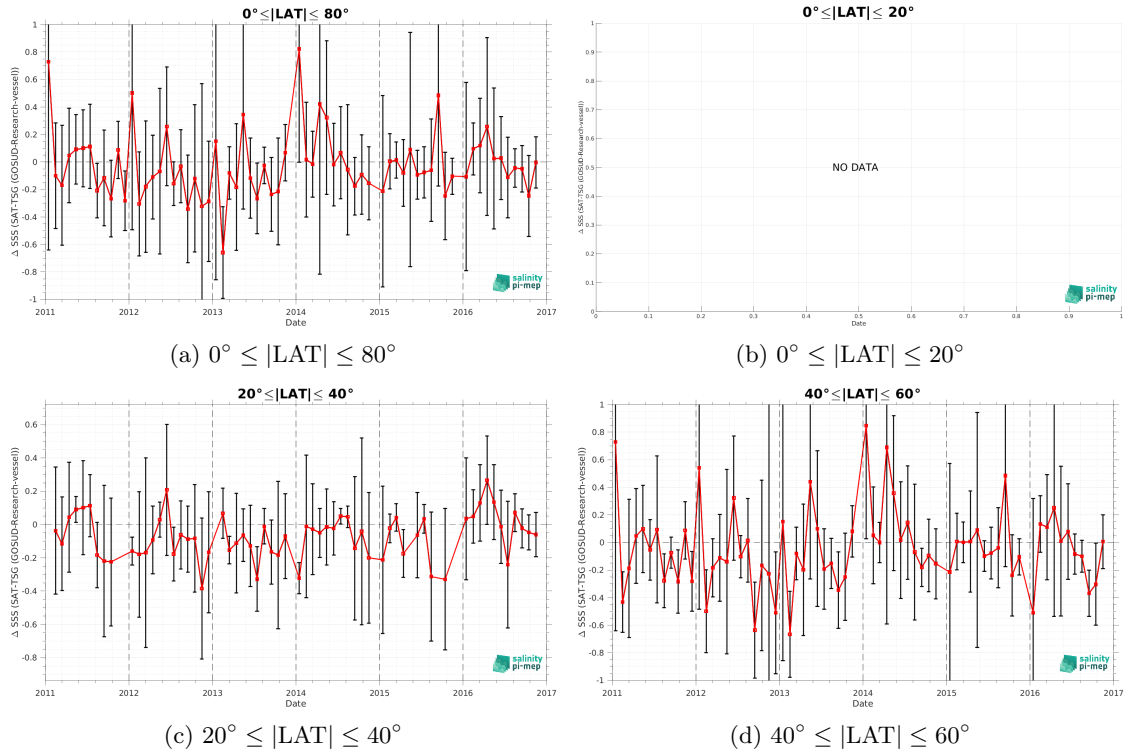 0°≤|LAT|≤ 80°
Δ SSS (SAT-TSG (GOSUD-Research-vessel))
1
0.8
0.6
0.4
0.2
0
-0.2
-0.4
-0.6
-0.8
-1
2011 2012 2013 2014 2015 2016 2017
Date
salinity
pi-mep
(a) 0° ≤ |LAT| ≤ 80°
0°≤|LAT|≤ 20°
Δ SSS (SAT-TSG (GOSUD-Research-vessel))
1
0.9
0.8
0.7
0.6
0.5
0.4
0.3
0.2
0.1
0
NO DATA
0 0.1 0.2 0.3 0.4 0.5 0.6 0.7 0.8 0.9 1
Date
salinity
pi-mep
(b) 0° ≤ |LAT| ≤ 20°
20°≤|LAT|≤ 40°
Δ SSS (SAT-TSG (GOSUD-Research-vessel))
0.6
0.4
0.2
0
-0.2
-0.4
-0.6
-0.8
2011 2012 2013 2014 2015 2016 2017
Date
salinity
pi-mep
(c) 20° ≤ |LAT| ≤ 40°
40°≤|LAT|≤ 60°
Δ SSS (SAT-TSG (GOSUD-Research-vessel))
1
0.8
0.6
0.4
0.2
0
-0.2
-0.4
-0.6
-0.8
-1
2011 2012 2013 2014 2015 2016 2017
Date
salinity
pi-mep
(d) 40° ≤ |LAT| ≤ 60°